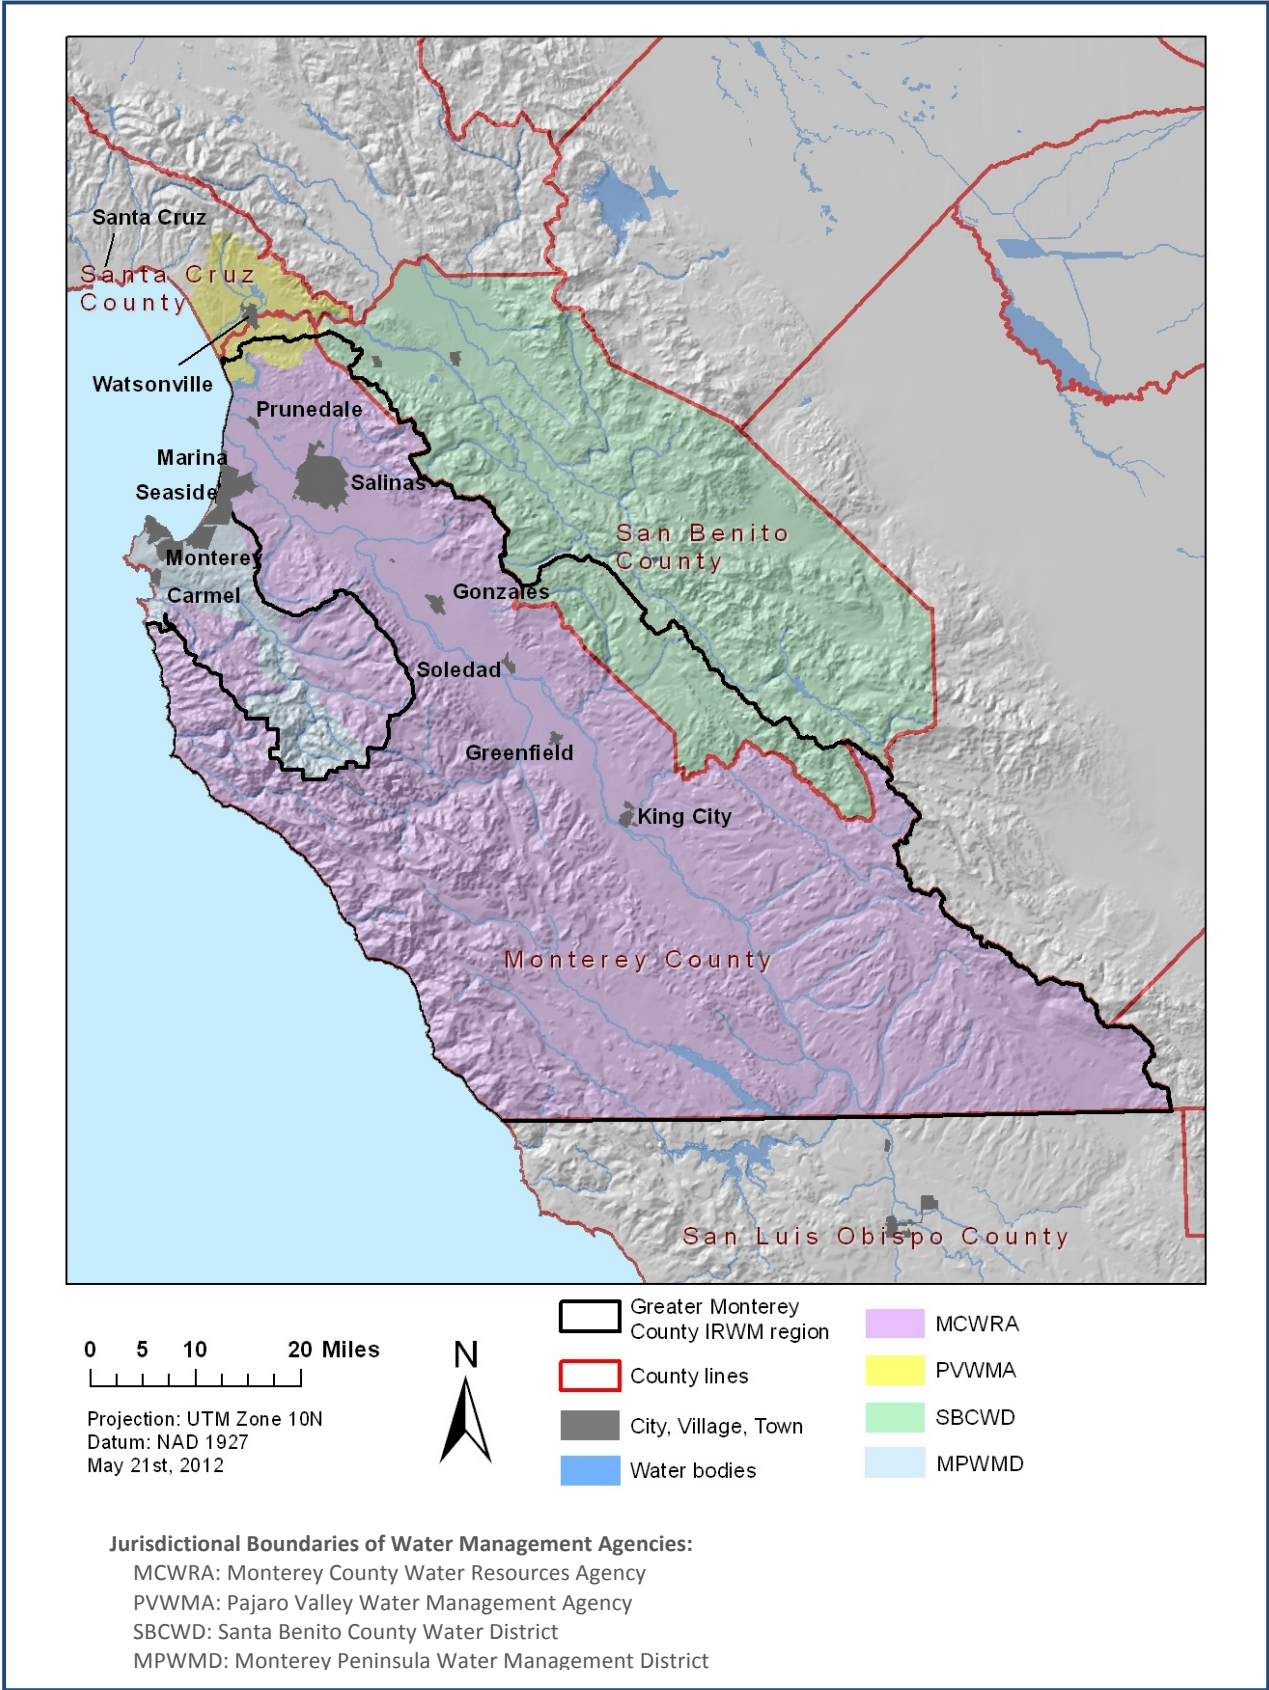 Santa Cruz
Santa Cruz
County
Watsonville
Prunedale
Marina
Salinas
Seaside
San Benito
County
Monterey
Gonzales
Carmel
Soledad
Greenfield
King City
Monterey County
San Luis Obispo County
0 5 10 20 Miles
Projection: UTM Zone 10N
Datum: NAD 1927
May 21st, 2012
N
Greater Monterey
County IRWM region
County lines
City, Village, Town
Water bodies
MCWRA
PVWMA
SBCWD
MPWMD
Jurisdictional Boundaries of Water Management Agencies:
MCWRA: Monterey County Water Resources Agency
PVWMA: Pajaro Valley Water Management Agency
SBCWD: Santa Benito County Water District
MPWMD: Monterey Peninsula Water Management District